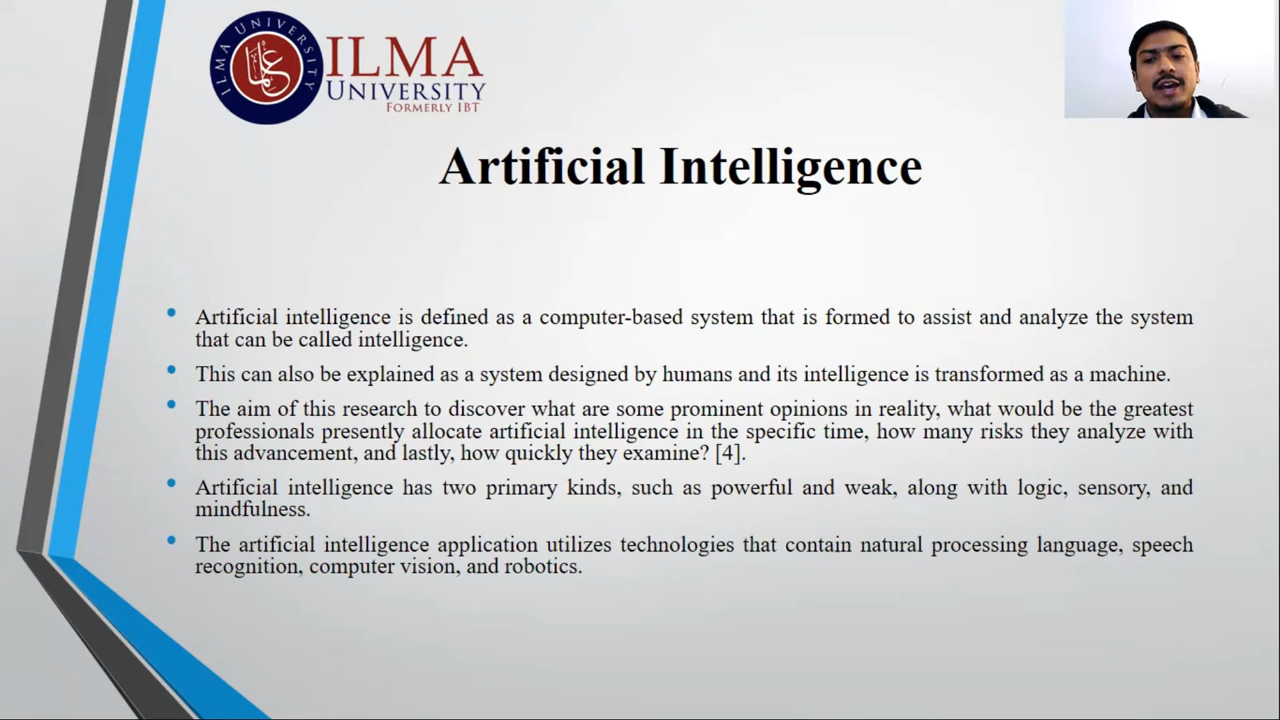 ILMA UNIVERSITY
ILMA
UNIVERSITY
FORMERLY IBT
Artificial Intelligence
• Artificial intelligence is defined as a computer-based system that is formed to assist and analyze the system
that can be called intelligence.
• This can also be explained as a system designed by humans and its intelligence is transformed as a machine.
• The aim of this research to discover what are some prominent opinions in reality, what would be the greatest
professionals presently allocate artificial intelligence in the specific time, how many risks they analyze with
this advancement, and lastly, how quickly they examine? [4].
• Artificial intelligence has two primary kinds, such as powerful and weak, along with logic, sensory, and
mindfulness.
• The artificial intelligence application utilizes technologies that contain natural processing language, speech
recognition, computer vision, and robotics.